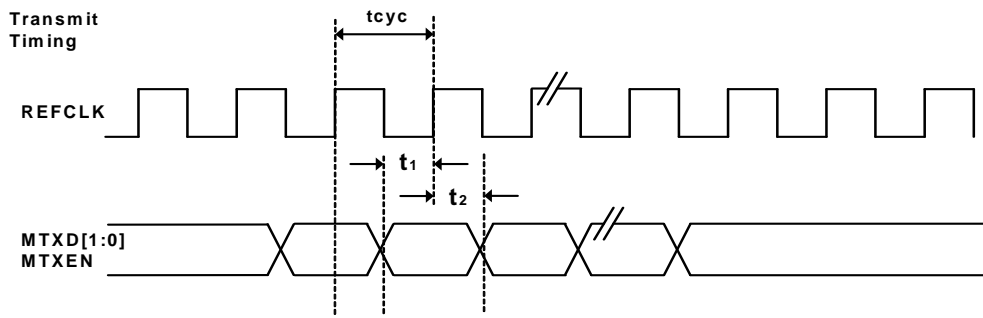 Transmit
Timing
tcyc
REFCLK
t1
t2
MTXD[1:0]
MTXEN